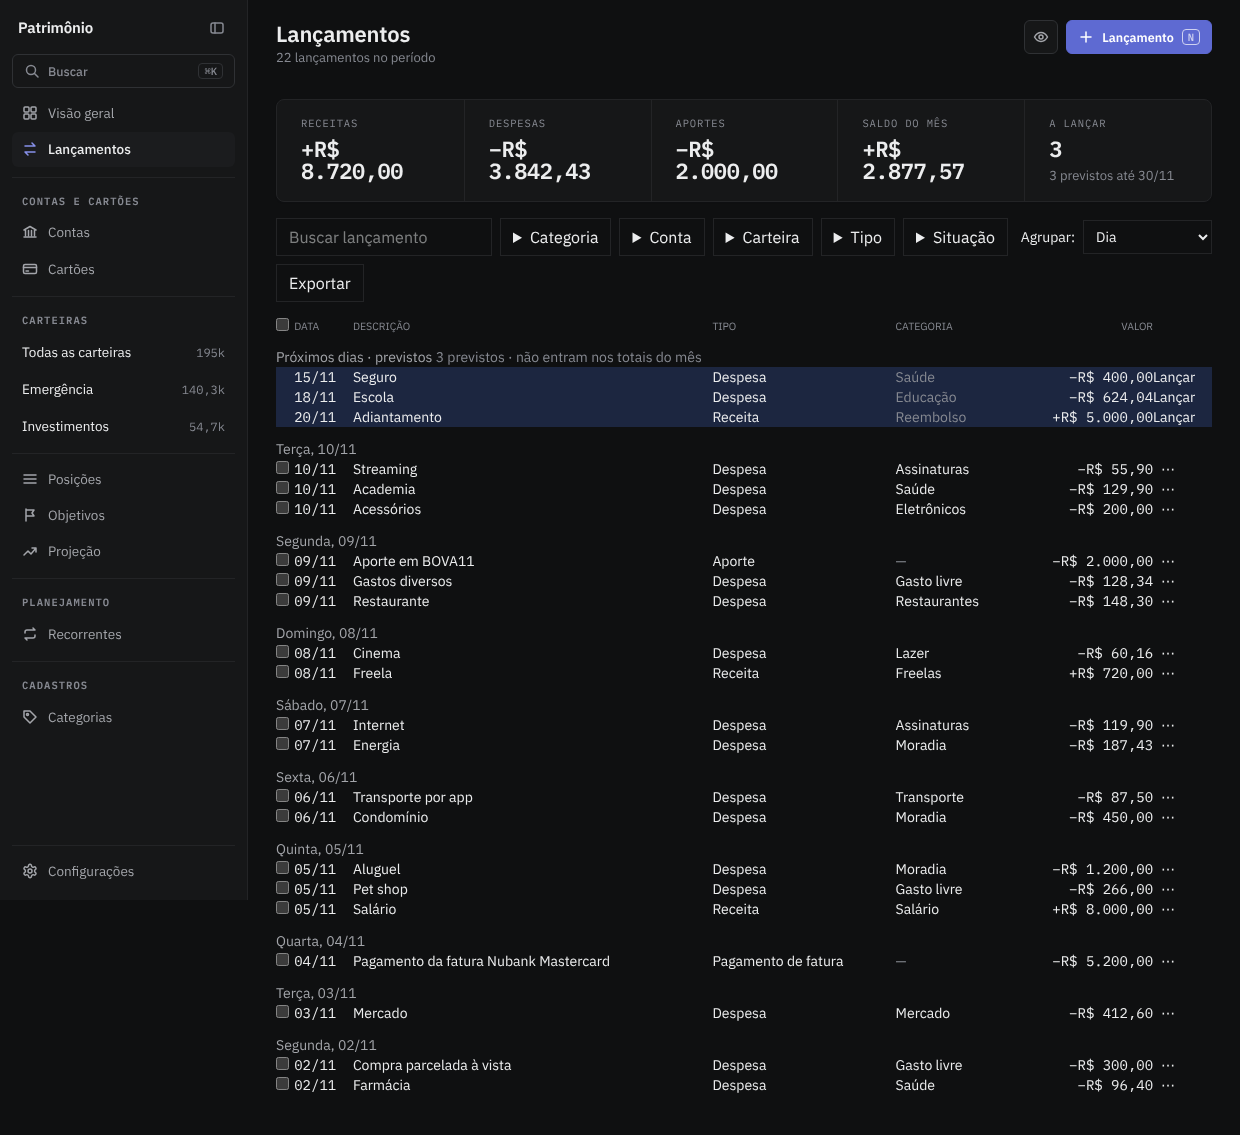 Patrimônio
Buscar ⌘K
Visão geral
Lançamentos
CONTAS E CARTÕES
Contas
Cartões
CARTEIRAS
Todas as carteiras 195k
Emergência 140,3k
Investimentos 54,7k
Posições
Objetivos
Projeção
PLANEJAMENTO
Recorrentes
CADASTROS
Categorias
Configurações
Lançamentos
22 lançamentos no período
Lançamento N
RECEITAS
+R$
8.720,00
DESPESAS
−R$
3.842,43
APORTES
−R$
2.000,00
SALDO DO MÊS
+R$
2.877,57
A LANÇAR
3
3 previstos até 30/11
Buscar lançamento
Categoria
Conta
Carteira
Tipo
Situação
Agrupar: Dia
Exportar
DATA DESCRIÇÃO TIPO CATEGORIA VALOR
Próximos dias · previstos 3 previstos · não entram nos totais do mês
15/11 Seguro Despesa Saúde −R$ 400,00Lançar
18/11 Escola Despesa Educação −R$ 624,04Lançar
20/11 Adiantamento Receita Reembolso +R$ 5.000,00Lançar
Terça, 10/11
10/11 Streaming Despesa Assinaturas −R$ 55,90 ···
10/11 Academia Despesa Saúde −R$ 129,90 ···
10/11 Acessórios Despesa Eletrônicos −R$ 200,00 ···
Segunda, 09/11
09/11 Aporte em BOVA11 Aporte — −R$ 2.000,00 ···
09/11 Gastos diversos Despesa Gasto livre −R$ 128,34 ···
09/11 Restaurante Despesa Restaurantes −R$ 148,30 ···
Domingo, 08/11
08/11 Cinema Despesa Lazer −R$ 60,16 ···
08/11 Freela Receita Freelas +R$ 720,00 ···
Sábado, 07/11
07/11 Internet Despesa Assinaturas −R$ 119,90 ···
07/11 Energia Despesa Moradia −R$ 187,43 ···
Sexta, 06/11
06/11 Transporte por app Despesa Transporte −R$ 87,50 ···
06/11 Condomínio Despesa Moradia −R$ 450,00 ···
Quinta, 05/11
05/11 Aluguel Despesa Moradia −R$ 1.200,00 ···
05/11 Pet shop Despesa Gasto livre −R$ 266,00 ···
05/11 Salário Receita Salário +R$ 8.000,00 ···
Quarta, 04/11
04/11 Pagamento da fatura Nubank Mastercard Pagamento de fatura — −R$ 5.200,00 ···
Terça, 03/11
03/11 Mercado Despesa Mercado −R$ 412,60 ···
Segunda, 02/11
02/11 Compra parcelada à vista Despesa Gasto livre −R$ 300,00 ···
02/11 Farmácia Despesa Saúde −R$ 96,40 ···